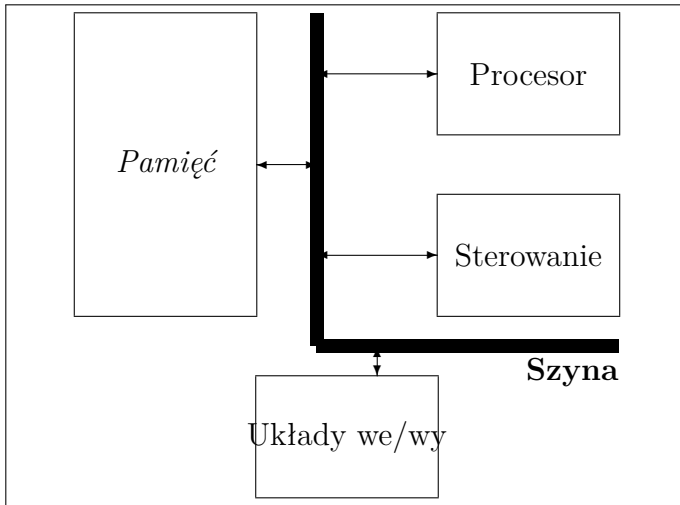 Procesor
Pamięć
Sterowanie
Szyna
Układy we/wy